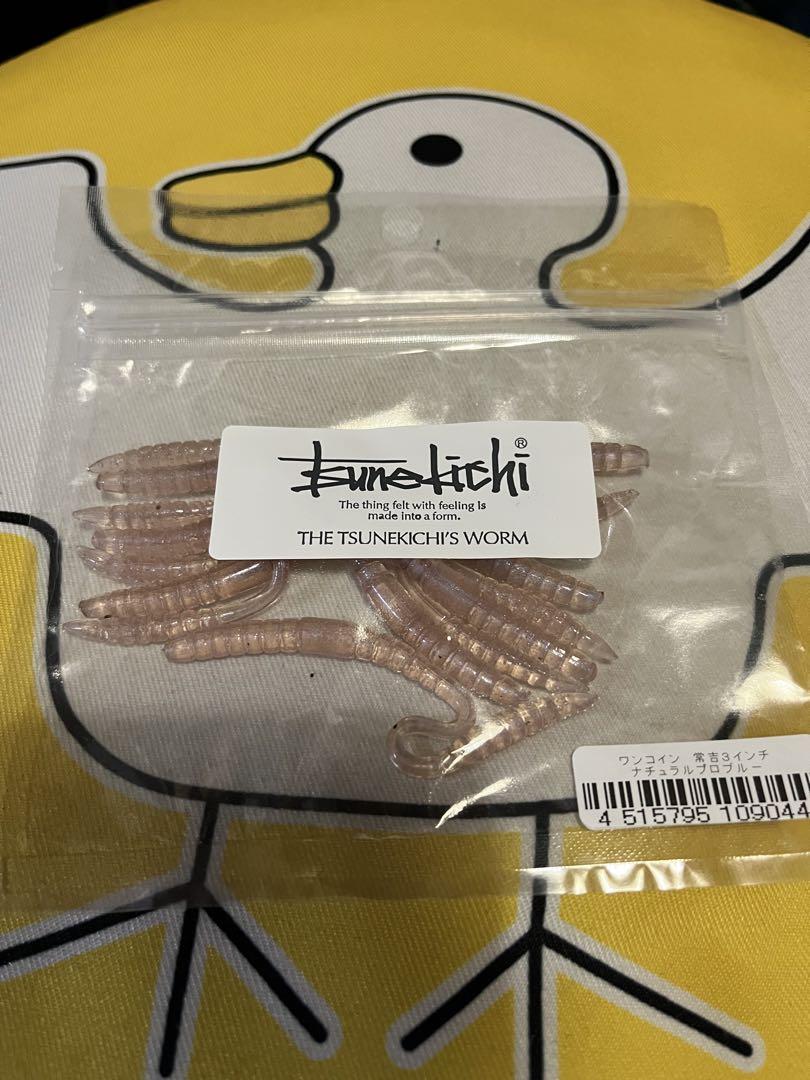 Tsunekichi®
The thing felt with feeling is
made into a form.
THE TSUNEKICHI'S WORM
ワンコイン 常吉3インチ
ナチュラルプロブルー
4 515795 109044